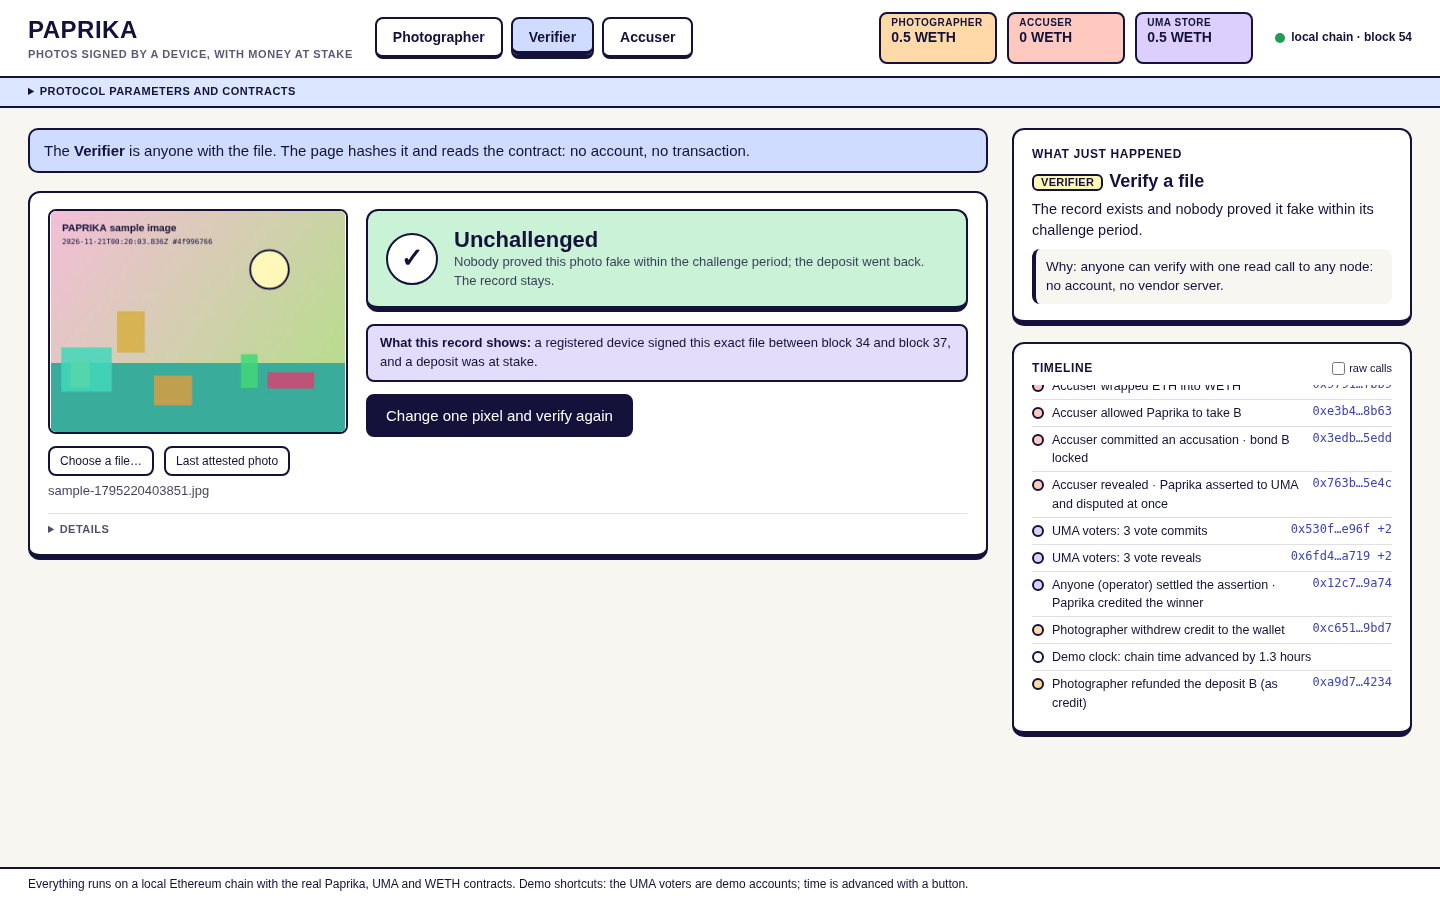 PAPRIKA
PHOTOS SIGNED BY A DEVICE, WITH MONEY AT STAKE
Photographer
Verifier
Accuser
PHOTOGRAPHER
0.5 WETH
ACCUSER
0 WETH
UMA STORE
0.5 WETH
local chain · block 54
PROTOCOL PARAMETERS AND CONTRACTS
The Verifier is anyone with the file. The page hashes it and reads the contract: no account, no transaction.
PAPRIKA sample image
2026-11-21T00:20:03.836Z #4f996766
✓
Unchallenged
Nobody proved this photo fake within the challenge period; the deposit went back.
The record stays.
What this record shows: a registered device signed this exact file between block 34 and block 37,
and a deposit was at stake.
Change one pixel and verify again
Choose a file…
Last attested photo
sample-1795220403851.jpg
DETAILS
WHAT JUST HAPPENED
VERIFIER Verify a file
The record exists and nobody proved it fake within its
challenge period.
Why: anyone can verify with one read call to any node:
no account, no vendor server.
TIMELINE
raw calls
Accuser wrapped ETH into WETH
Accuser allowed Paprika to take B 0xe3b4…8b63
Accuser committed an accusation · bond B 0x3edb…5edd
locked
Accuser revealed · Paprika asserted to UMA 0x763b…5e4c
and disputed at once
UMA voters: 3 vote commits 0x530f…e96f +2
UMA voters: 3 vote reveals 0x6fd4…a719 +2
Anyone (operator) settled the assertion · 0x12c7…9a74
Paprika credited the winner
Photographer withdrew credit to the wallet 0xc651…9bd7
Demo clock: chain time advanced by 1.3 hours
Photographer refunded the deposit B (as 0xa9d7…4234
credit)
Everything runs on a local Ethereum chain with the real Paprika, UMA and WETH contracts. Demo shortcuts: the UMA voters are demo accounts; time is advanced with a button.